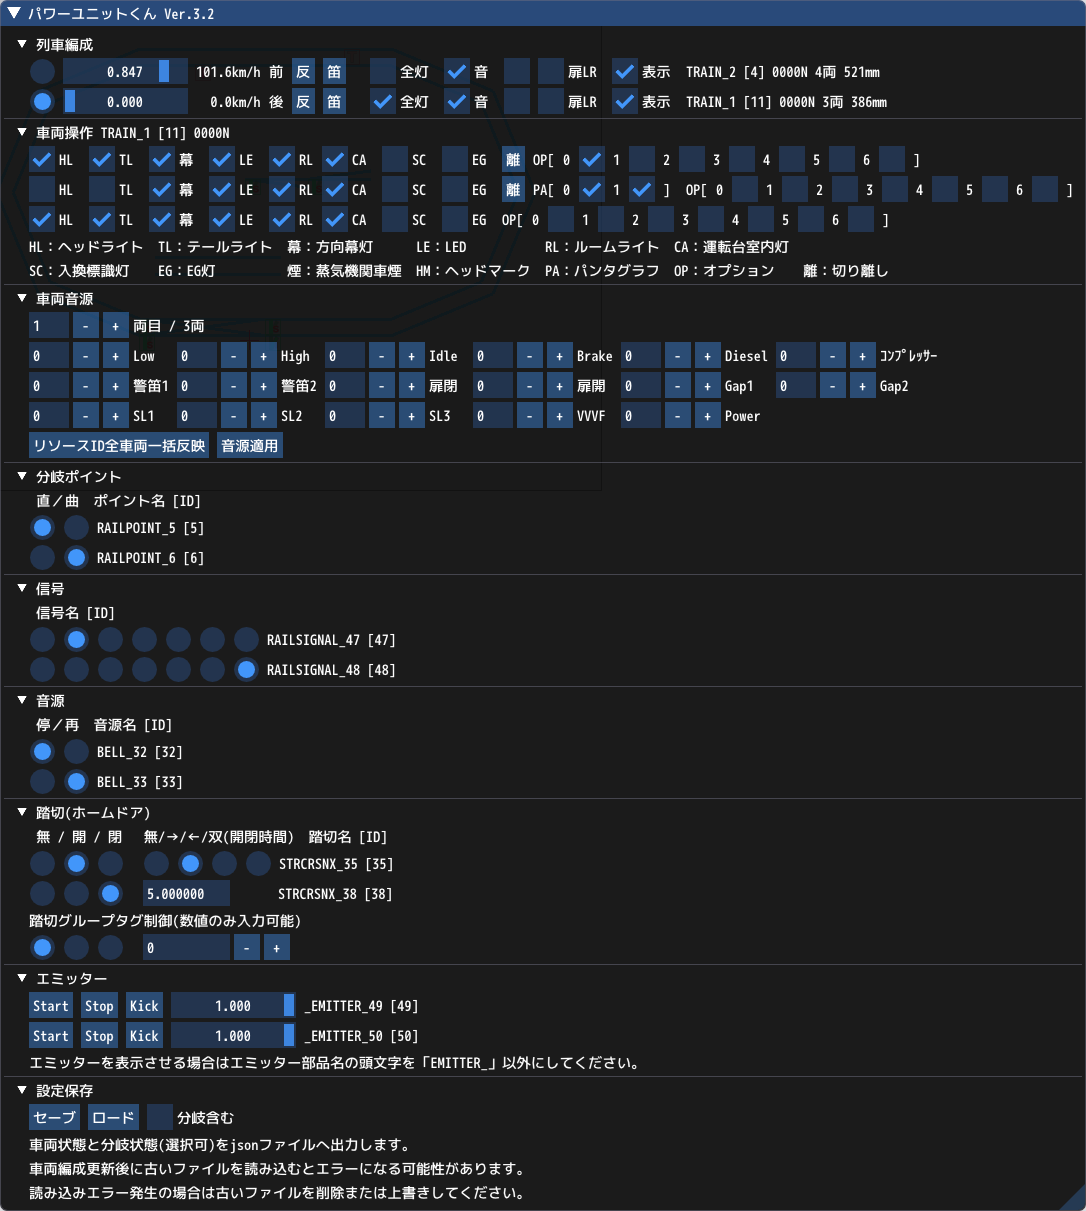 パワーユニットくん Ver.3.2
列車編成
0.847 101.6km/h 前 反 笛 全灯 音 扉LR 表示 TRAIN_2 [4] 0000N 4両 521mm
0.000 0.0km/h 後 反 笛 全灯 音 扉LR 表示 TRAIN_1 [11] 0000N 3両 386mm
車両操作 TRAIN_1 [11] 0000N
HL TL 幕 LE RL CA SC EG 離 OP[ 0 1 2 3 4 5 6 ]
HL TL 幕 LE RL CA SC EG 離 PA[ 0 1 ] OP[ 0 1 2 3 4 5 6 ]
HL TL 幕 LE RL CA SC EG OP[ 0 1 2 3 4 5 6 ]
HL：ヘッドライト TL：テールライト 幕：方向幕灯 LE：LED RL：ルームライト CA：運転台室内灯
SC：入換標識灯 EG：EG灯 煙：蒸気機関車煙 HM：ヘッドマーク PA：パンタグラフ OP：オプション 離：切り離し
車両音源
1 - + 両目 / 3両
0 - + Low 0 - + High 0 - + Idle 0 - + Brake 0 - + Diesel 0 - + ｺﾝﾌﾟﾚｯｻｰ
0 - + 警笛1 0 - + 警笛2 0 - + 扉閉 0 - + 扉開 0 - + Gap1 0 - + Gap2
0 - + SL1 0 - + SL2 0 - + SL3 0 - + VVVF 0 - + Power
リソースID全車両一括反映 音源適用
分岐ポイント
直／曲 ポイント名 [ID]
RAILPOINT_5 [5]
RAILPOINT_6 [6]
信号
信号名 [ID]
RAILSIGNAL_47 [47]
RAILSIGNAL_48 [48]
音源
停／再 音源名 [ID]
BELL_32 [32]
BELL_33 [33]
踏切(ホームドア)
無 / 開 / 閉 無/→/←/双(開閉時間) 踏切名 [ID]
STRCRSNX_35 [35]
5.000000 STRCRSNX_38 [38]
踏切グループタグ制御(数値のみ入力可能)
0 - +
エミッター
Start Stop Kick 1.000 _EMITTER_49 [49]
Start Stop Kick 1.000 _EMITTER_50 [50]
エミッターを表示させる場合はエミッター部品名の頭文字を「EMITTER_」以外にしてください。
設定保存
セーブ ロード 分岐含む
車両状態と分岐状態(選択可)をjsonファイルへ出力します。
車両編成更新後に古いファイルを読み込むとエラーになる可能性があります。
読み込みエラー発生の場合は古いファイルを削除または上書きしてください。